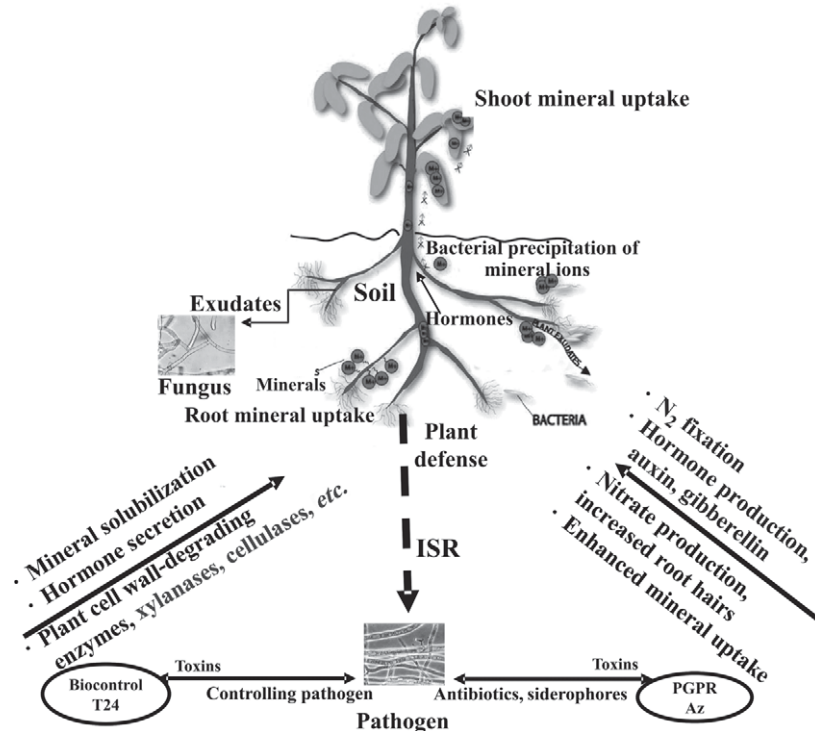 Shoot mineral uptake
Bacterial precipitation of
mineral ions
Exudates
Soil
Hormones
PLANT EXUDATES
Fungus
s
Minerals
Root mineral uptake
BACTERIA
Plant
defense
ISR
· Mineral solubilization
· Hormone secretion
· Plant cell wall-degrading
enzymes, xylanases, cellulases, etc.
· N2 fixation
· Hormone production,
auxin, gibberellin
· Nitrate production,
increased root hairs
· Enhanced mineral uptake
Biocontrol
T24
Toxins
Controlling pathogen
Pathogen
Toxins
Antibiotics, siderophores
PGPR
Az